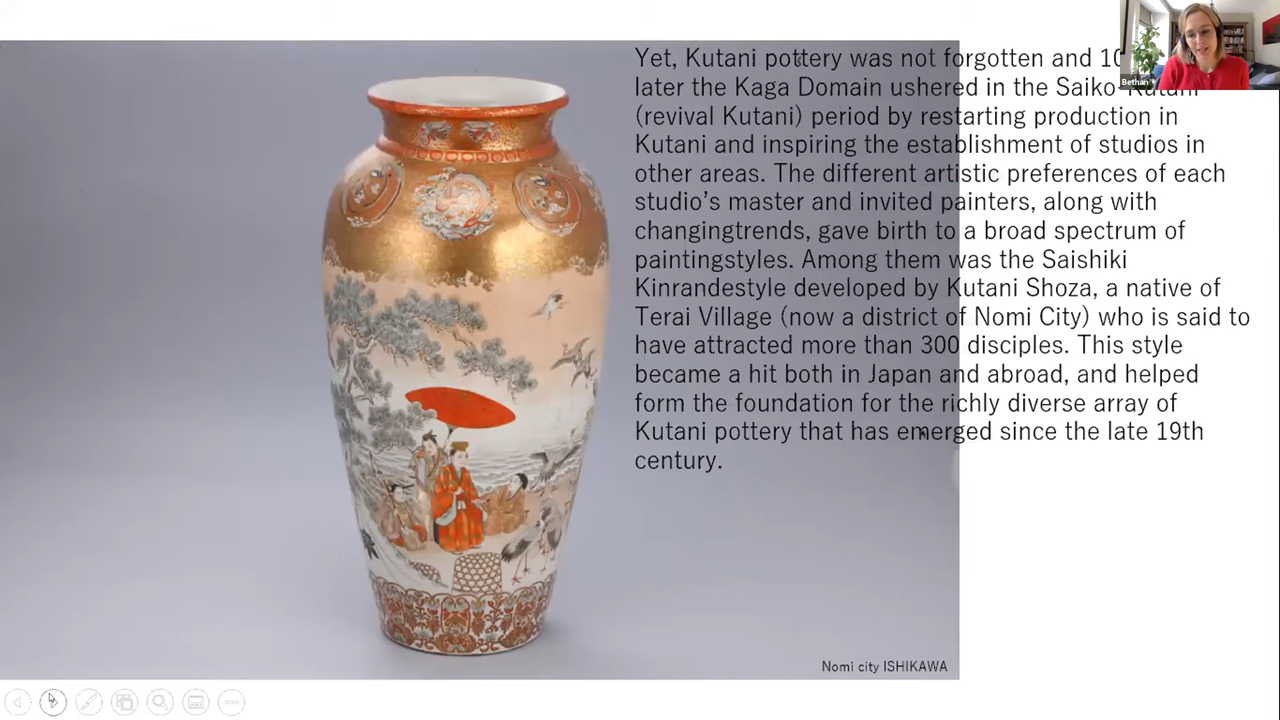 Yet, Kutani pottery was not forgotten and 10
later the Kaga Domain ushered in the Saiko-Kutani
(revival Kutani) period by restarting production in
Kutani and inspiring the establishment of studios in
other areas. The different artistic preferences of each
studio's master and invited painters, along with
changingtrends, gave birth to a broad spectrum of
paintingstyles. Among them was the Saishiki
Kinrandestyle developed by Kutani Shoza, a native of
Terai Village (now a district of Nomi City) who is said to
have attracted more than 300 disciples. This style
became a hit both in Japan and abroad, and helped
form the foundation for the richly diverse array of
Kutani pottery that has emerged since the late 19th
century.
Bethan
Nomi city ISHIKAWA